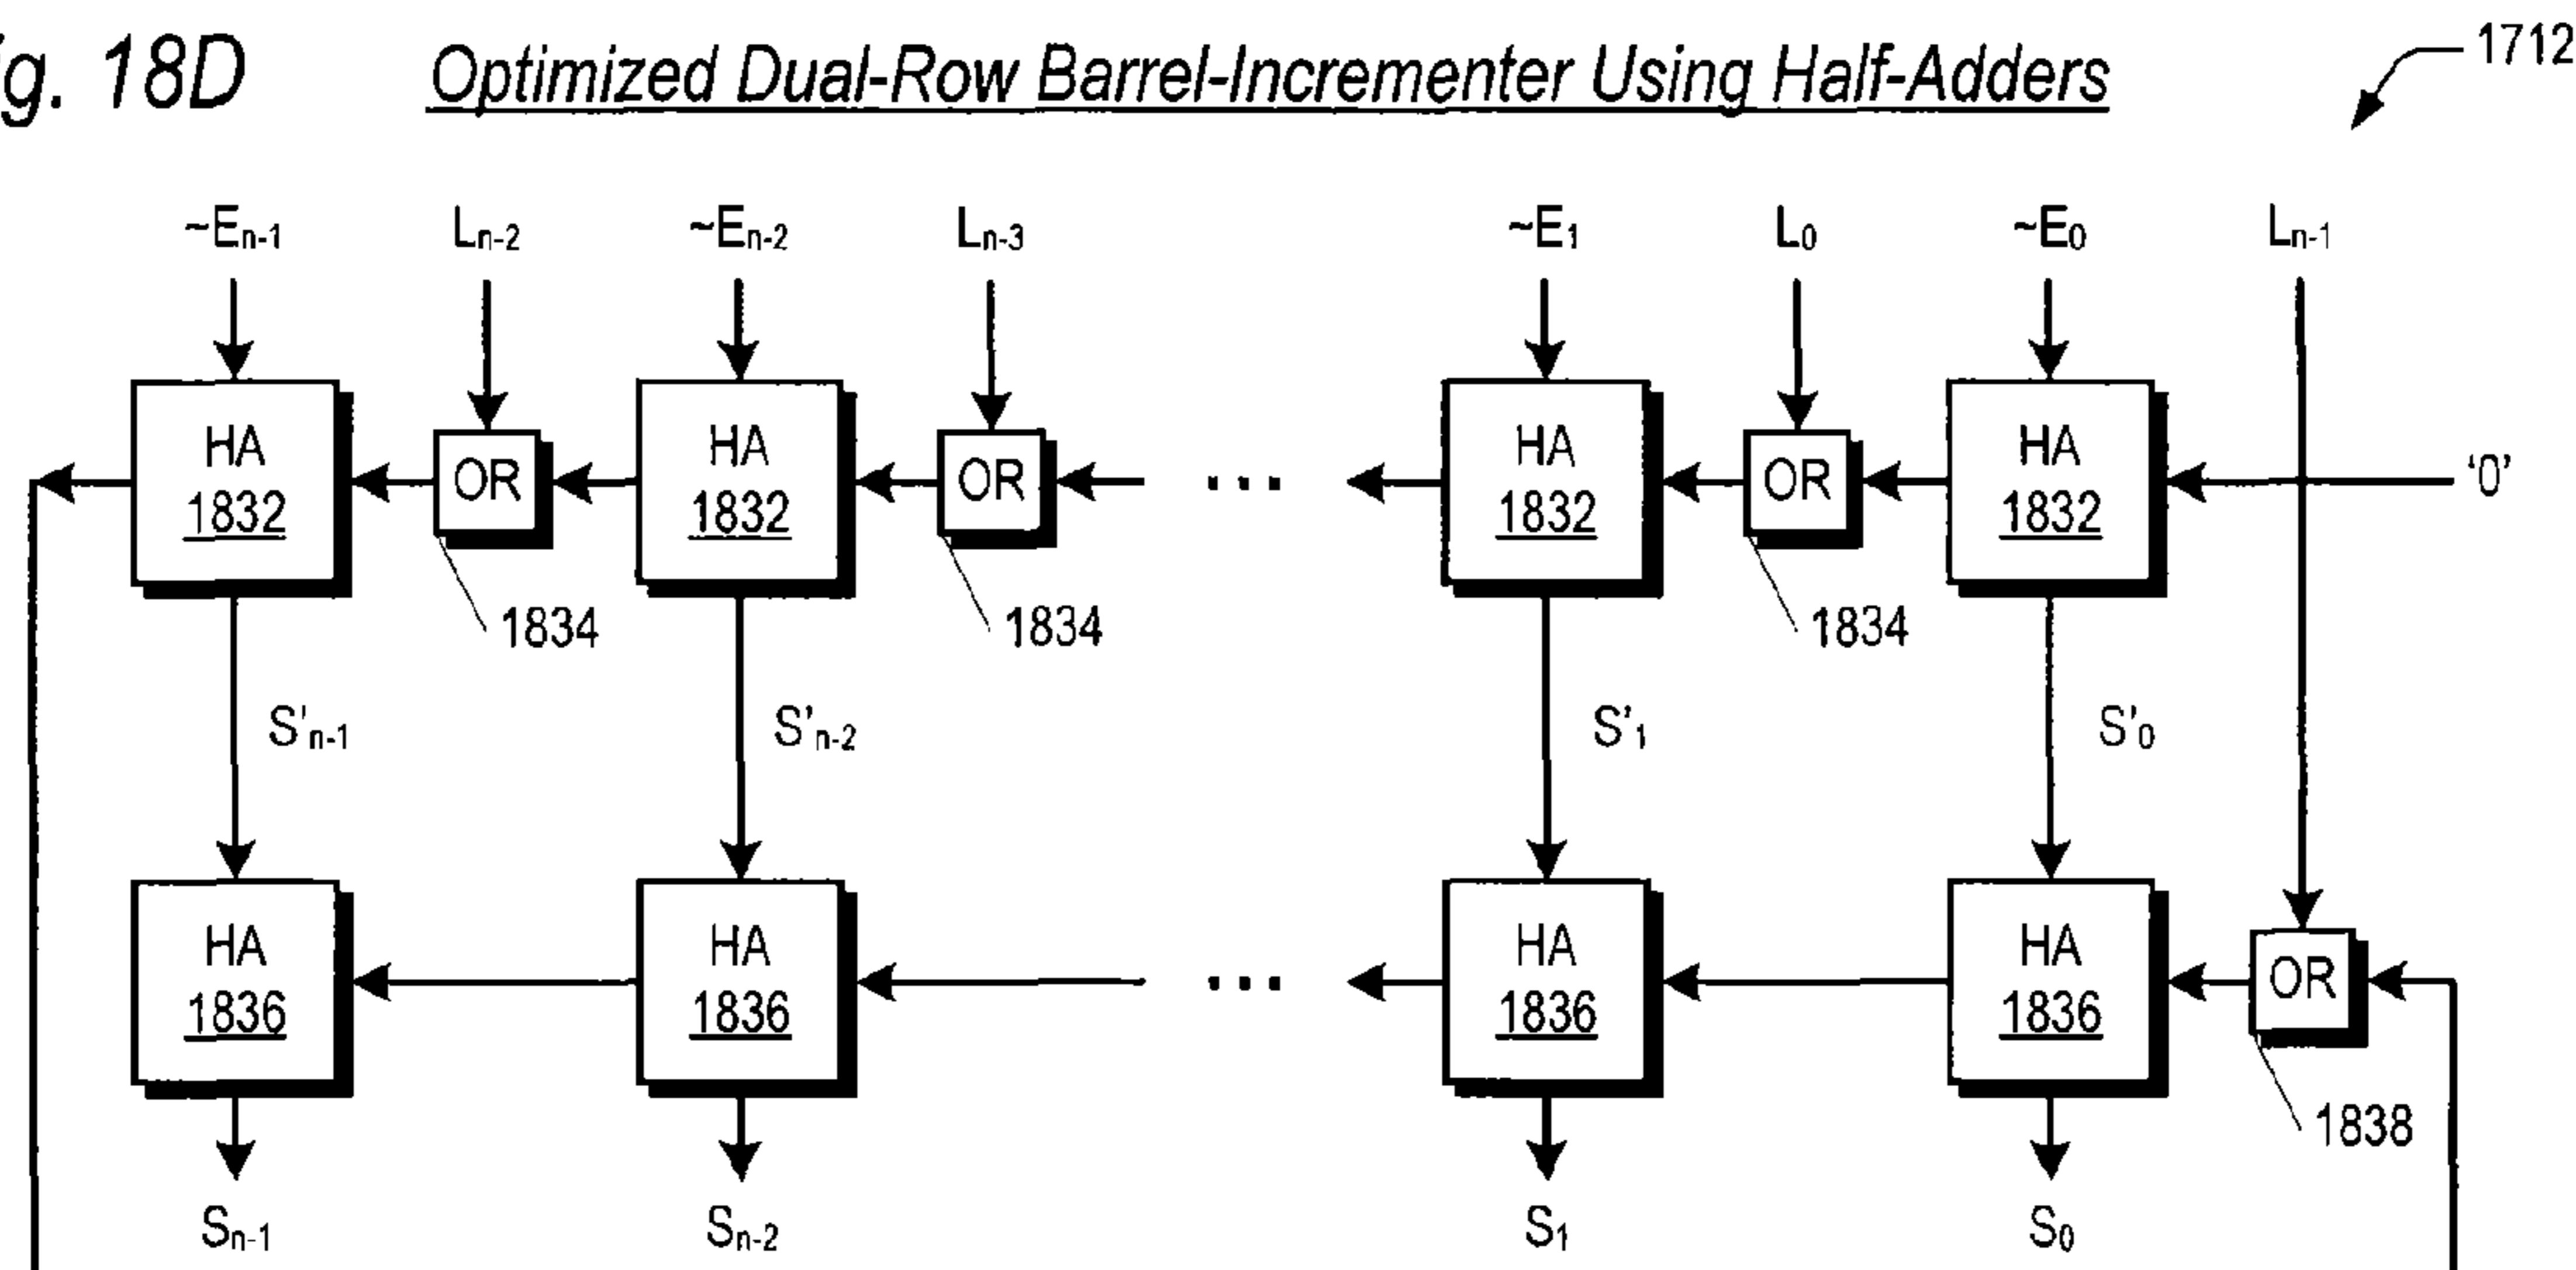 g. 18D Optimized Dual-Row Barrel-Incrementer Using Half-Adders 1712
~Eₙ₋₁ Lₙ₋₂ ~Eₙ₋₂ Lₙ₋₃ ~E₁ L₀ ~E₀ Lₙ₋₁
HA OR HA OR ... HA OR HA '0'
1832 1832 1832 1832
1834 1834 1834
S'ₙ₋₁ S'ₙ₋₂ S'₁ S'₀
HA HA ... HA HA OR
1836 1836 1836 1836
1838
Sₙ₋₁ Sₙ₋₂ S₁ S₀